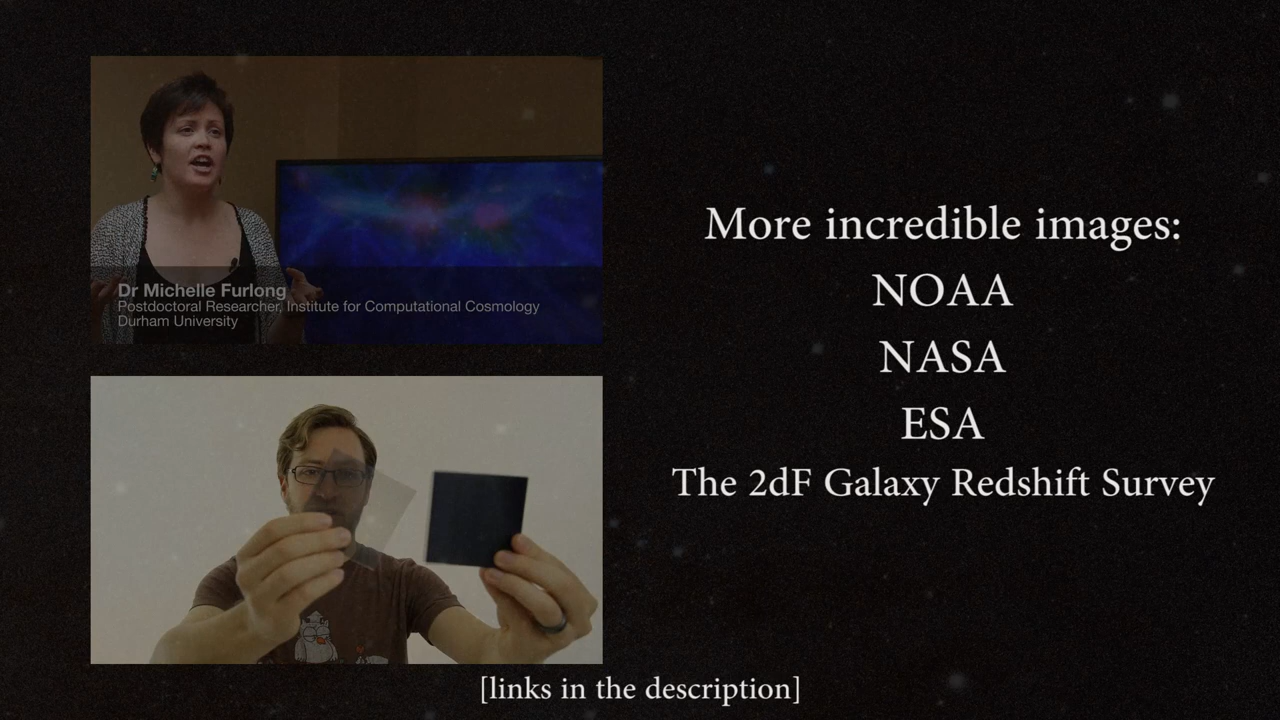 Dr Michelle Furlong
Postdoctoral Researcher, Institute for Computational Cosmology
Durham University
More incredible images:
NOAA
NASA
ESA
The 2dF Galaxy Redshift Survey
[links in the description]